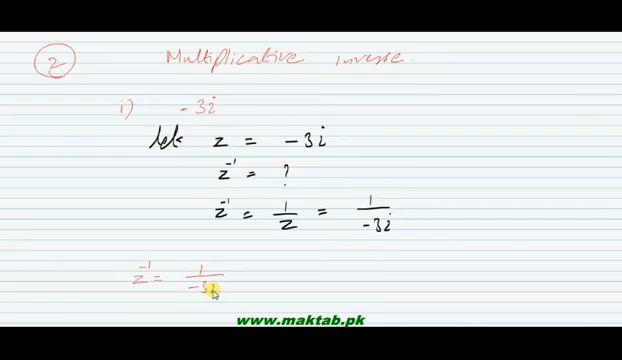 2 Multiplicative inverse.
i) -3i
let z = -3i
z⁻¹ = ?
z⁻¹ = 1/z = 1/-3i
z⁻¹ = 1/-3i
www.maktab.pk